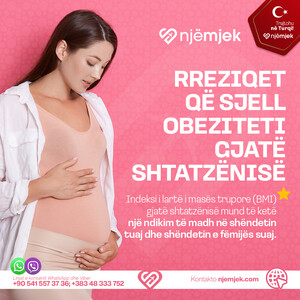 njëmjek
Trajtohu
në Turqi!
njëmjek
RREZIQET
QË SJELL
OBEZITETI
GJATË
SHTATZËNISË
Indeksi i lartë i masës trupore (BMI)
gjatë shtatzënisë mund të ketë
një ndikim të madh në shëndetin
tuaj dhe shëndetin e fëmijës suaj.
+90 541 557 37 36; +383 48 333 752
Kontakto njemjek.com